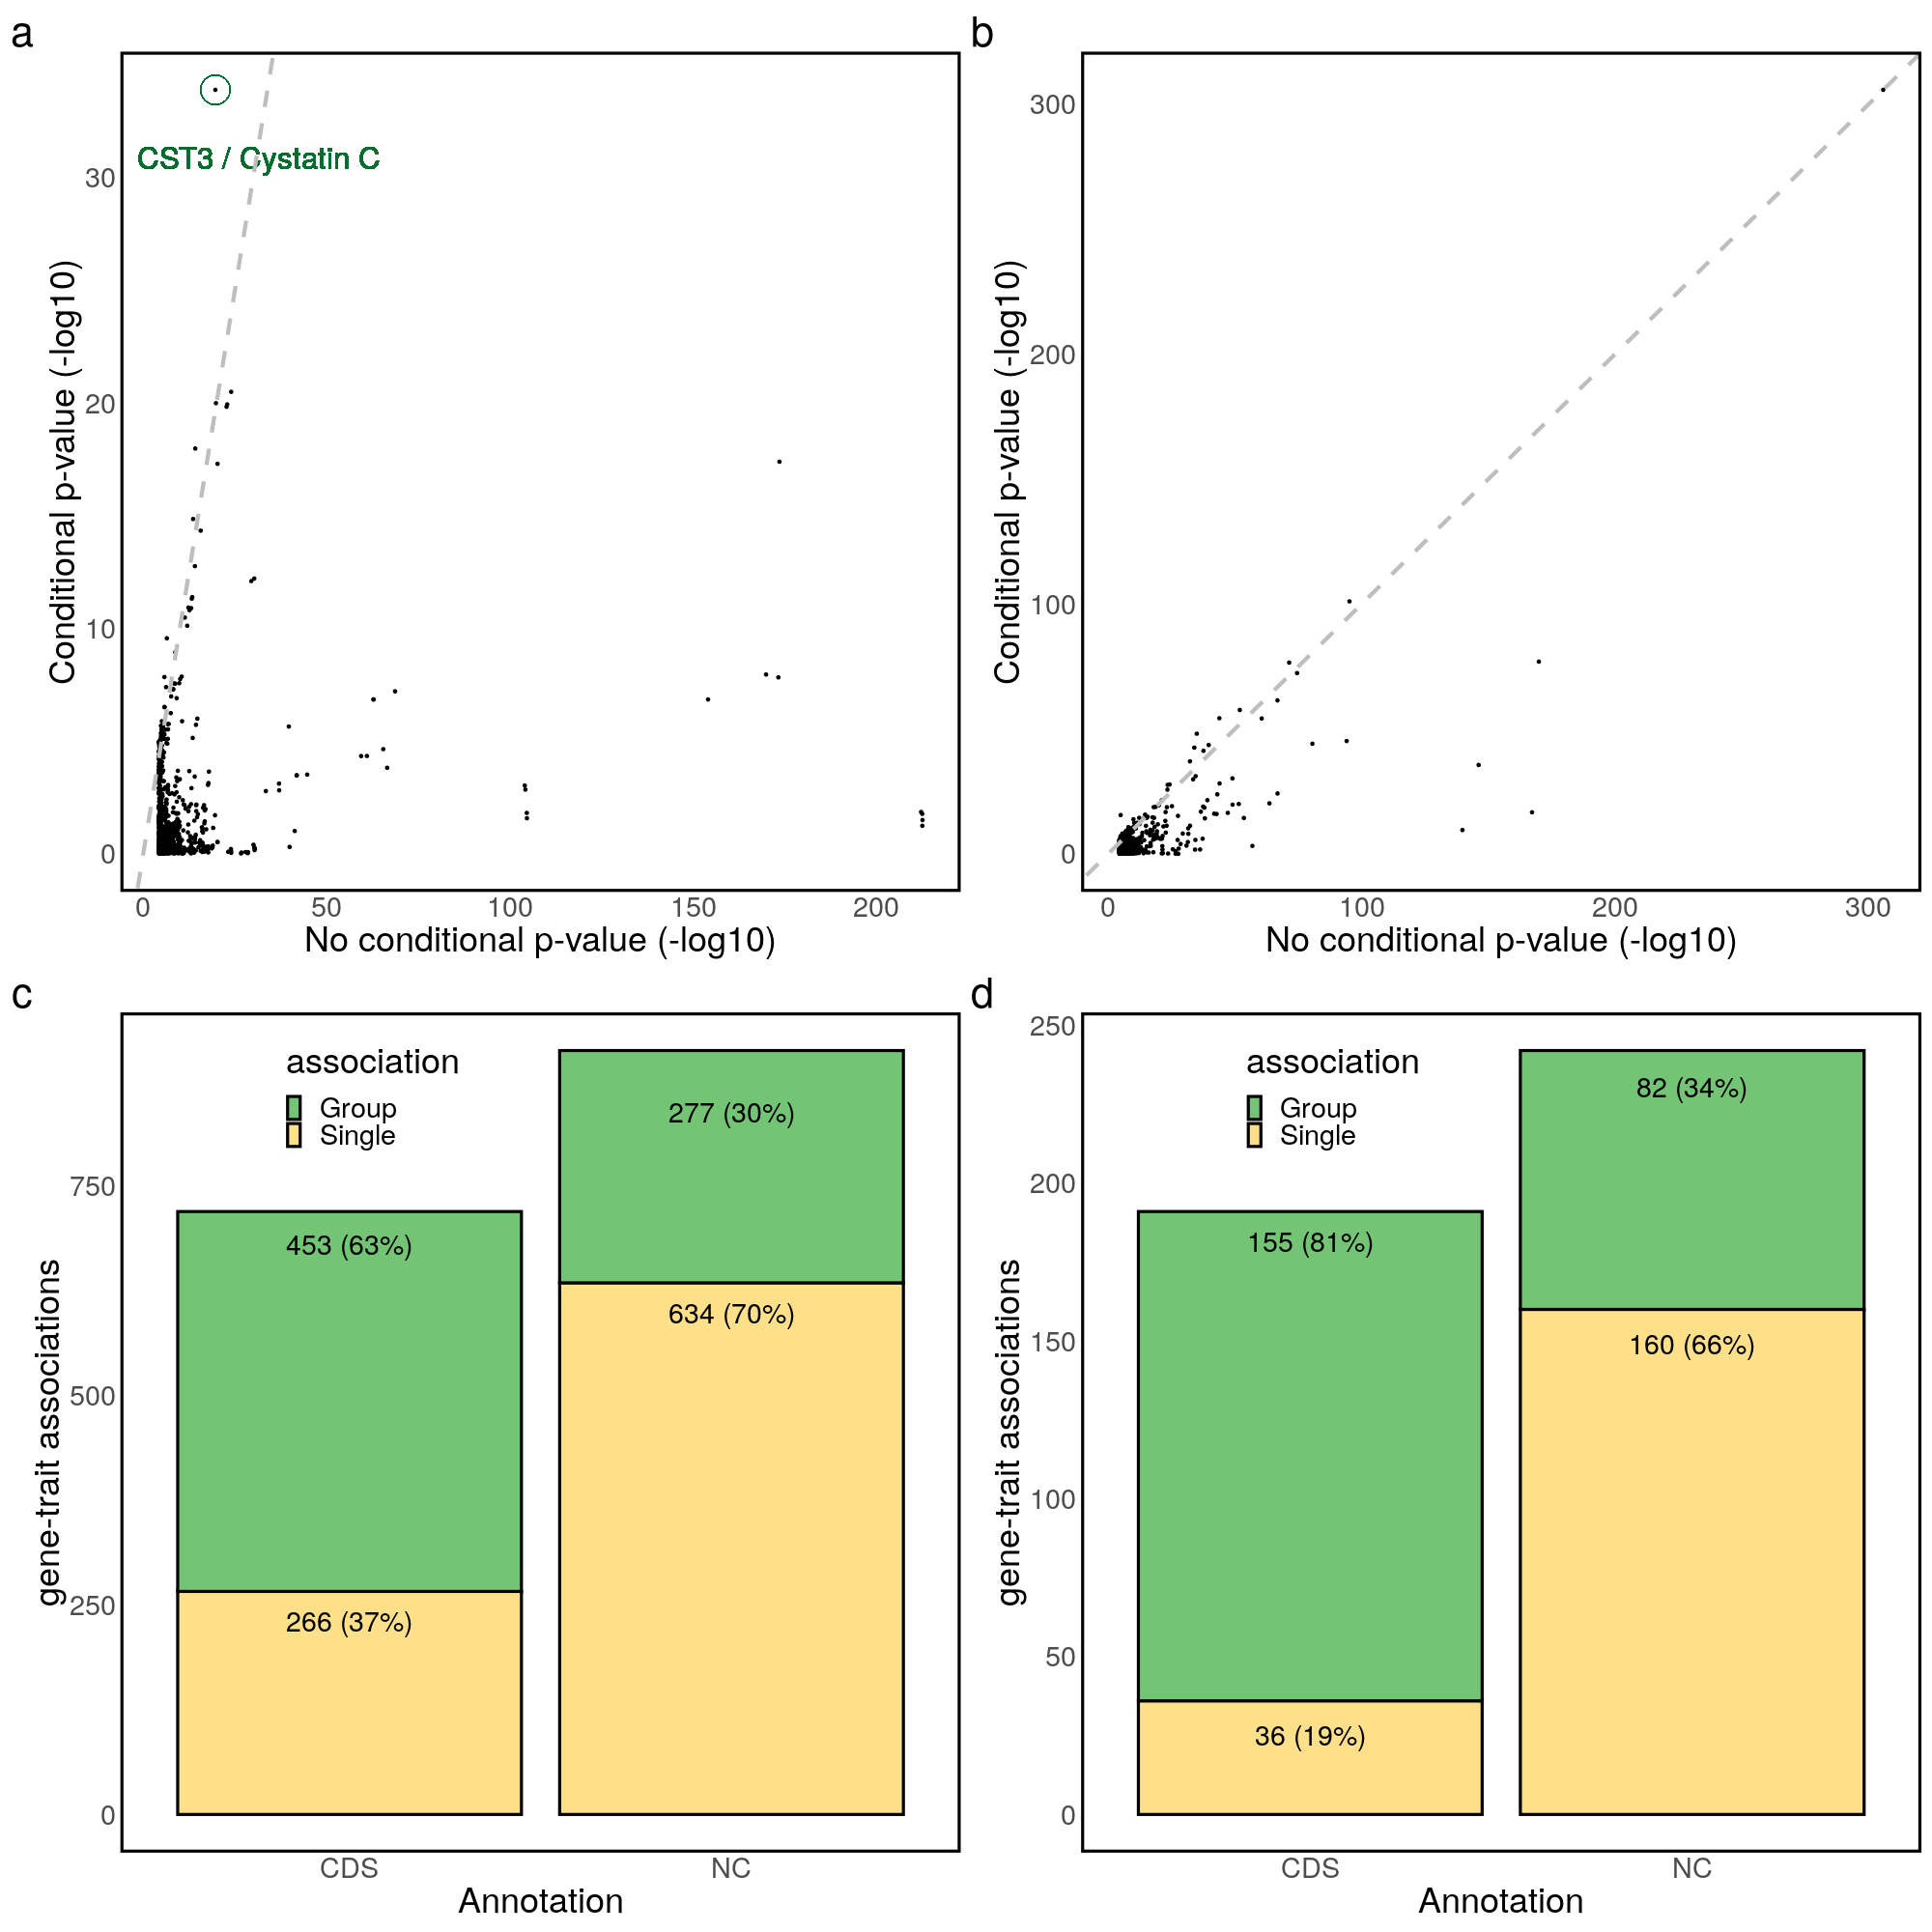 a
CST3 / Cystatin C
30
20
10
0
Conditional p-value (-log10)
0 50 100 150 200
No conditional p-value (-log10)
b
300
200
100
0
Conditional p-value (-log10)
0 100 200 300
No conditional p-value (-log10)
c
association
Group
Single
277 (30%)
453 (63%)
634 (70%)
266 (37%)
750
500
250
0
gene-trait associations
CDS NC
Annotation
d
association
Group
Single
82 (34%)
155 (81%)
160 (66%)
36 (19%)
250
200
150
100
50
0
gene-trait associations
CDS NC
Annotation